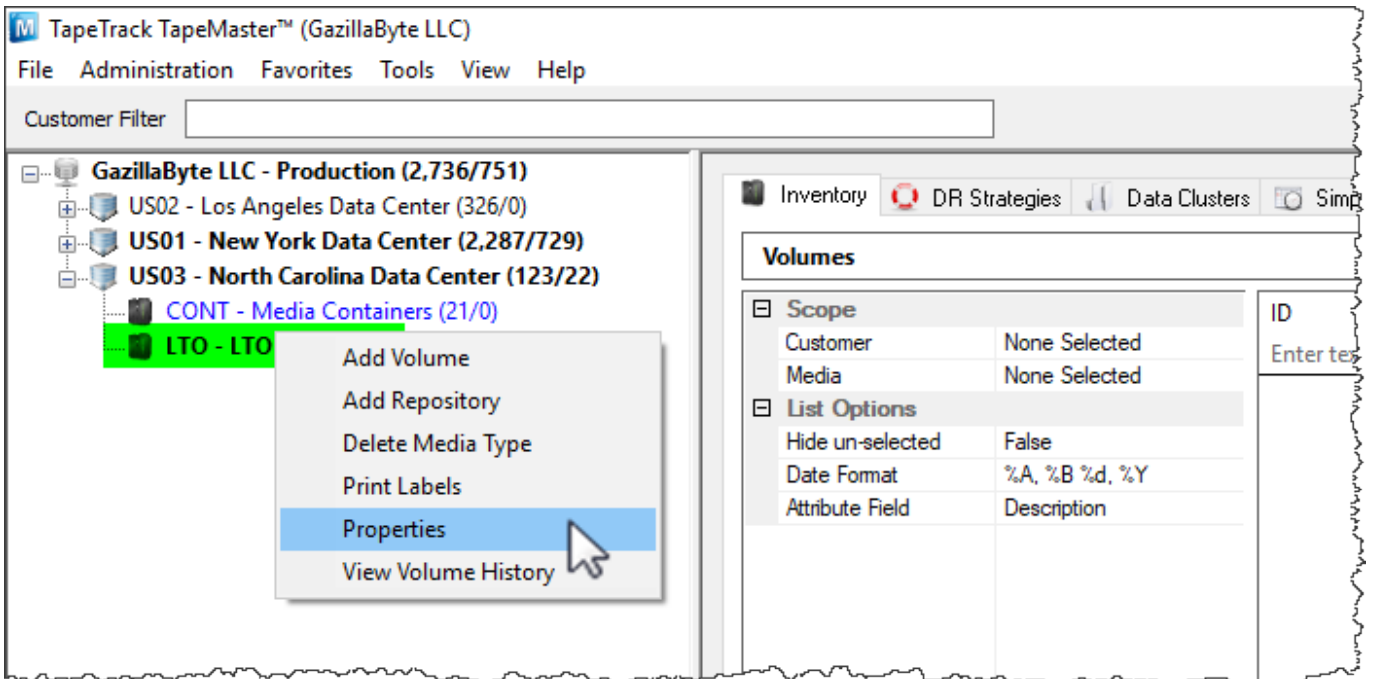 TapeTrack TapeMaster™ (GazillaByte LLC)
File Administration Favorites Tools View Help
Customer Filter
GazillaByte LLC - Production (2,736/751)
US02 - Los Angeles Data Center (326/0)
US01 - New York Data Center (2,287/729)
US03 - North Carolina Data Center (123/22)
CONT - Media Containers (21/0)
LTO - LTO
Add Volume
Add Repository
Delete Media Type
Print Labels
Properties
View Volume History
Inventory DR Strategies Data Clusters
Volumes
Scope
Customer None Selected
Media None Selected
List Options
Hide un-selected False
Date Format %A, %B %d, %Y
Attribute Field Description
ID
Enter